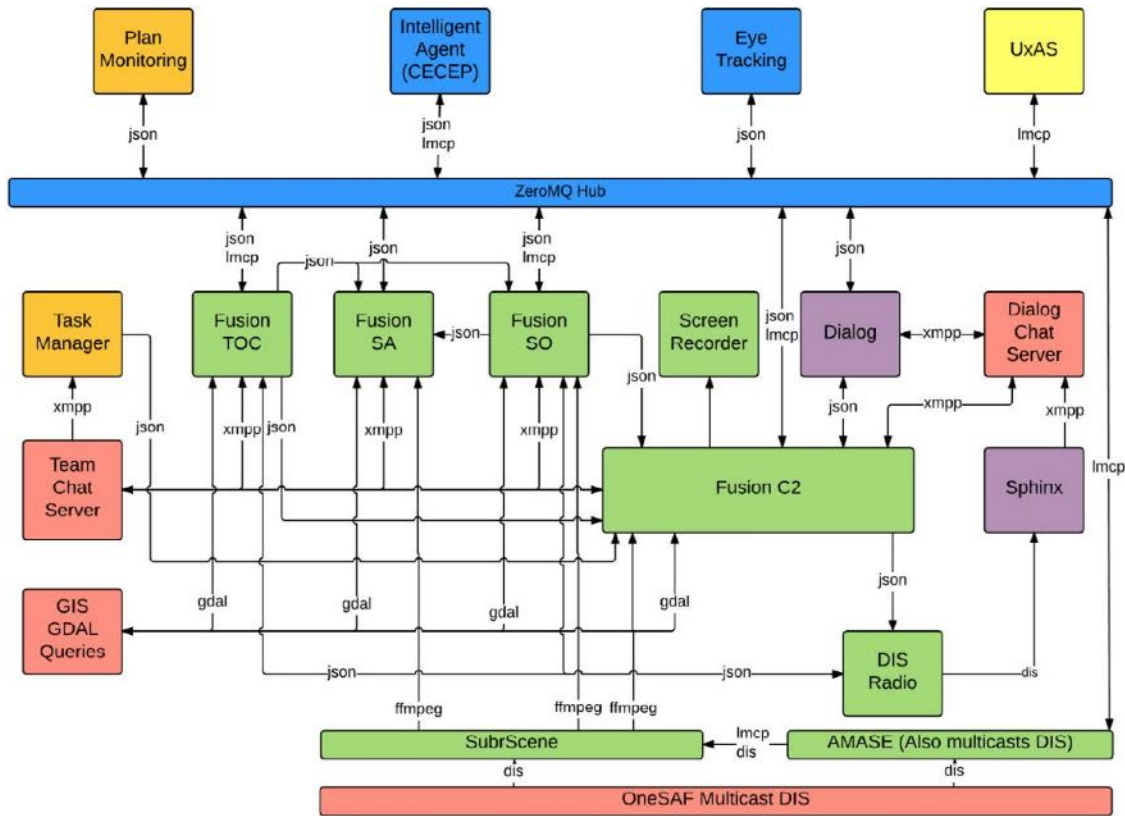 Plan
Monitoring
Intelligent
Agent
(CECEP)
Eye
Tracking
UxAS
json
json
lmcp
json
lmcp
ZeroMQ Hub
json
lmcp
json
json
lmcp
json
json
json
lmcp
lmcp
Task
Manager
Fusion
TOC
Fusion
SA
json
Fusion
SO
Screen
Recorder
Dialog
xmpp
Dialog
Chat
Server
json
xmpp
json
xmpp
json
xmpp
xmpp
json
xmpp
xmpp
Team
Chat
Server
Fusion C2
Sphinx
json
gdal
gdal
gdal
gdal
GIS
GDAL
Queries
DIS
Radio
json
json
dis
ffmpeg
ffmpeg
ffmpeg
SubrScene
lmcp
dis
AMASE (Also multicasts DIS)
dis
dis
OneSAF Multicast DIS